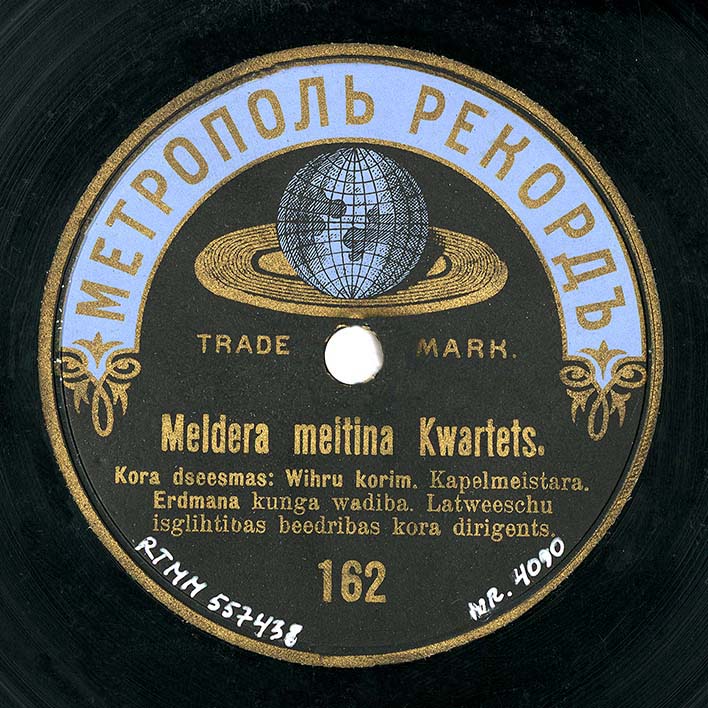 МЕТРОПОЛЬ РЕКОРДЪ
TRADE MARK.
Meldera meitina Kwartets.
Kora dseesmas: Wihru korim. Kapelmeistara.
Erdmana kunga wadiba. Latweeschu
isglihtibas beedribas kora dirigents.
162
RTMM 557438
NR. 4090